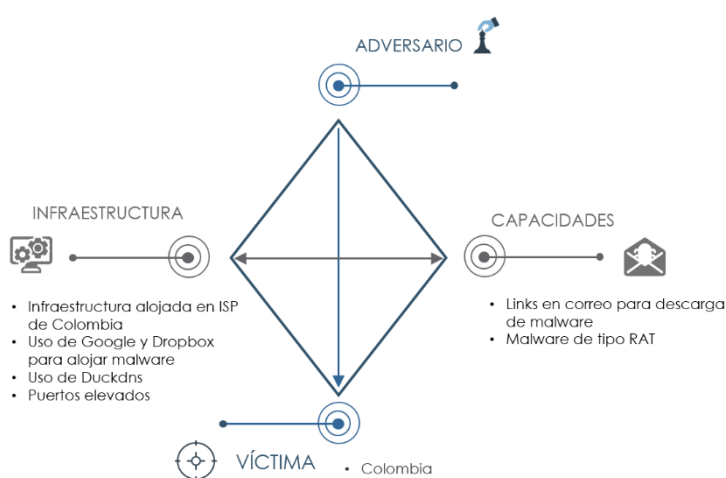 ADVERSARIO
INFRAESTRUCTURA
• Infraestructura alojada en ISP
de Colombia
• Uso de Google y Dropbox
para alojar malware
• Uso de Duckdns
• Puertos elevados
CAPACIDADES
• Links en correo para descarga
de malware
• Malware de tipo RAT
VÍCTIMA
• Colombia